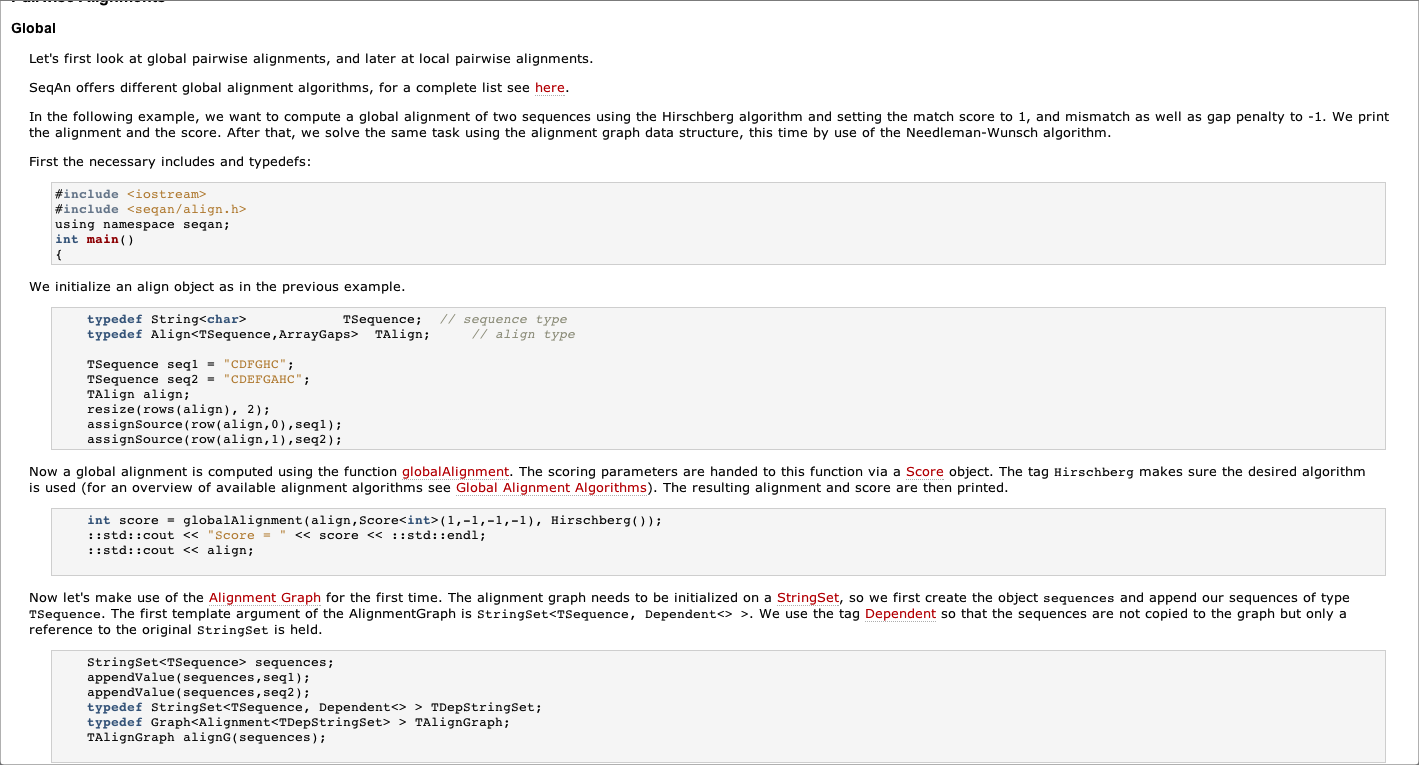 Pairwise Alignments
Global
Let's first look at global pairwise alignments, and later at local pairwise alignments.
SeqAn offers different global alignment algorithms, for a complete list see here.
In the following example, we want to compute a global alignment of two sequences using the Hirschberg algorithm and setting the match score to 1, and mismatch as well as gap penalty to -1. We print
the alignment and the score. After that, we solve the same task using the alignment graph data structure, this time by use of the Needleman-Wunsch algorithm.
First the necessary includes and typedefs:
#include <iostream>
#include <seqan/align.h>
using namespace seqan;
int main()
{
We initialize an align object as in the previous example.
typedef String<char>            TSequence;  // sequence type
typedef Align<TSequence,ArrayGaps>  TAlign;     // align type
TSequence seq1 = "CDFGHC";
TSequence seq2 = "CDEFGAHC";
TAlign align;
resize(rows(align), 2);
assignSource(row(align,0),seq1);
assignSource(row(align,1),seq2);
Now a global alignment is computed using the function globalAlignment. The scoring parameters are handed to this function via a Score object. The tag Hirschberg makes sure the desired algorithm
is used (for an overview of available alignment algorithms see Global Alignment Algorithms). The resulting alignment and score are then printed.
int score = globalAlignment(align,Score<int>(1,-1,-1,-1), Hirschberg());
::std::cout << "Score = " << score << ::std::endl;
::std::cout << align;
Now let's make use of the Alignment Graph for the first time. The alignment graph needs to be initialized on a StringSet, so we first create the object sequences and append our sequences of type
TSequence. The first template argument of the AlignmentGraph is StringSet<TSequence, Dependent<> >. We use the tag Dependent so that the sequences are not copied to the graph but only a
reference to the original StringSet is held.
StringSet<TSequence> sequences;
appendValue(sequences,seq1);
appendValue(sequences,seq2);
typedef StringSet<TSequence, Dependent<> > TDepStringSet;
typedef Graph<Alignment<TDepStringSet> > TAlignGraph;
TAlignGraph alignG(sequences);